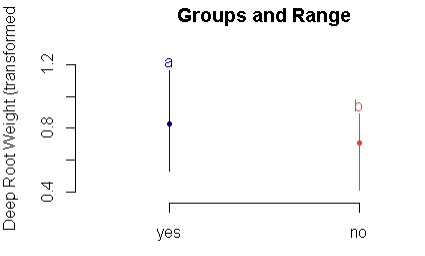 Groups and Range
Deep Root Weight (transformed
1.2
0.8
0.4
a
b
yes
no